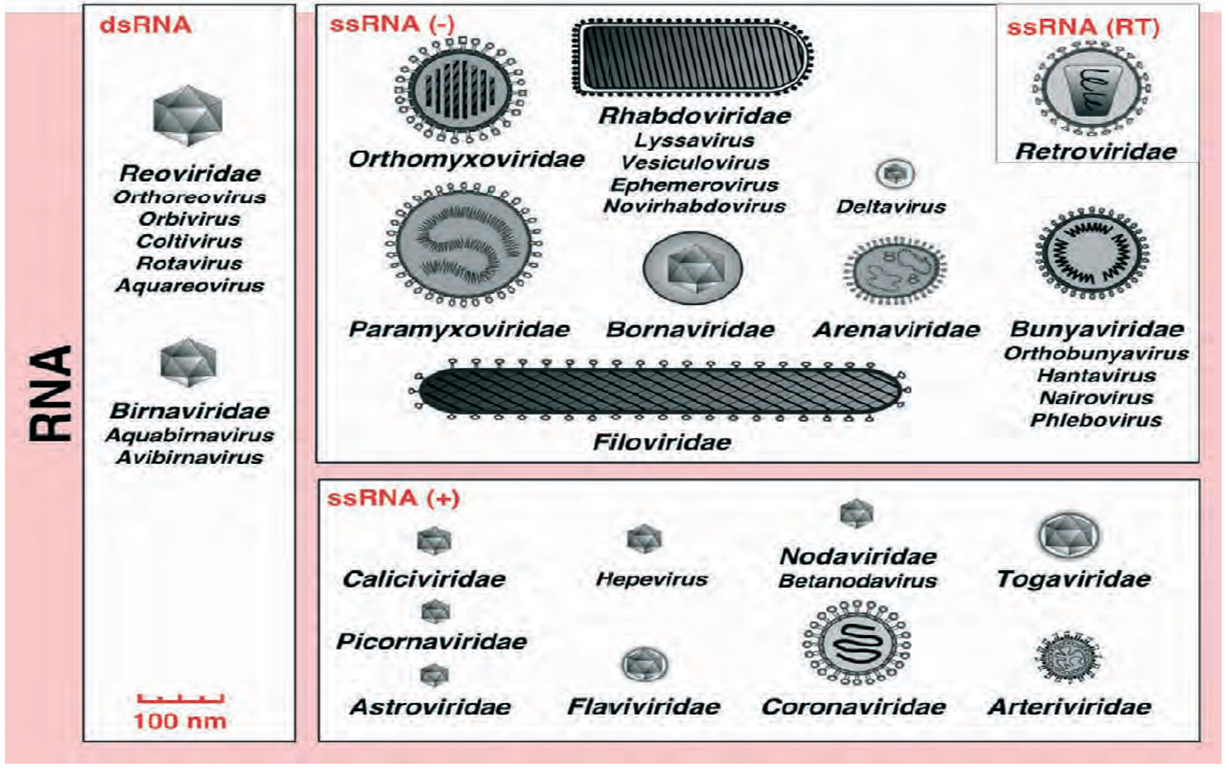 RNA
dsRNA
Reoviridae
Orthoreovirus
Orbivirus
Coltivirus
Rotavirus
Aquareovirus
Birnaviridae
Aquabirnavirus
Avibirnavirus
100 nm
ssRNA (-)
Orthomyxoviridae
Rhabdoviridae
Lyssavirus
Vesiculovirus
Ephemerovirus
Novirhabdovirus
Deltavirus
Paramyxoviridae
Bornaviridae
Arenaviridae
Bunyaviridae
Orthobunyavirus
Hantavirus
Nairovirus
Phlebovirus
Filoviridae
ssRNA (RT)
Retroviridae
ssRNA (+)
Caliciviridae
Hepevirus
Nodaviridae
Betanodavirus
Togaviridae
Picornaviridae
Astroviridae
Flaviviridae
Coronaviridae
Arteriviridae